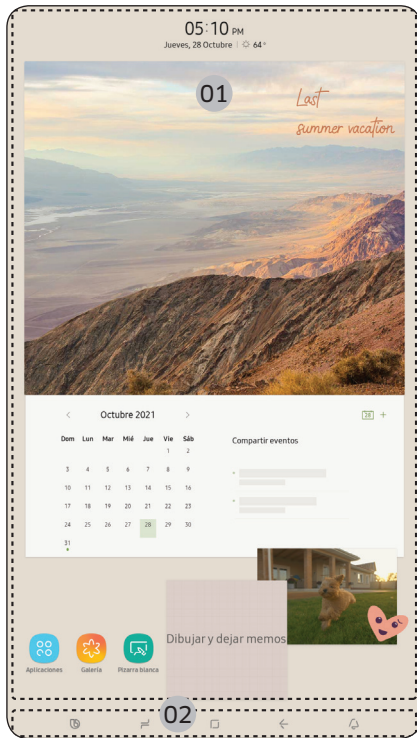 05:10 PM
Jueves, 28 Octubre | 64°
01
Last
summer vacation
< Octubre 2021 >
28 +
Dom Lun Mar Mié Jue Vie Sáb
1 2
3 4 5 6 7 8 9
10 11 12 13 14 15 16
17 18 19 20 21 22 23
24 25 26 27 28 29 30
31
Compartir eventos
Dibujar y dejar memos
Aplicaciones Galería Pizarra blanca
02